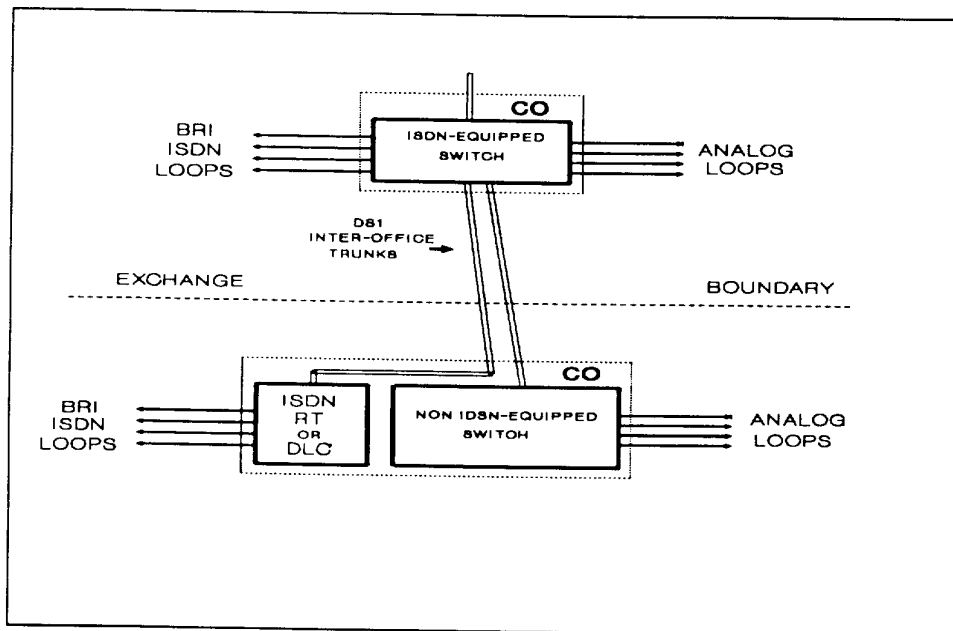 CO
BRI
ISDN
LOOPS
ISDN-EQUIPPED
SWITCH
ANALOG
LOOPS
DS1
INTER-OFFICE
TRUNKS
EXCHANGE
BOUNDARY
CO
BRI
ISDN
LOOPS
ISDN
RT
OR
DLC
NON IDSN-EQUIPPED
SWITCH
ANALOG
LOOPS